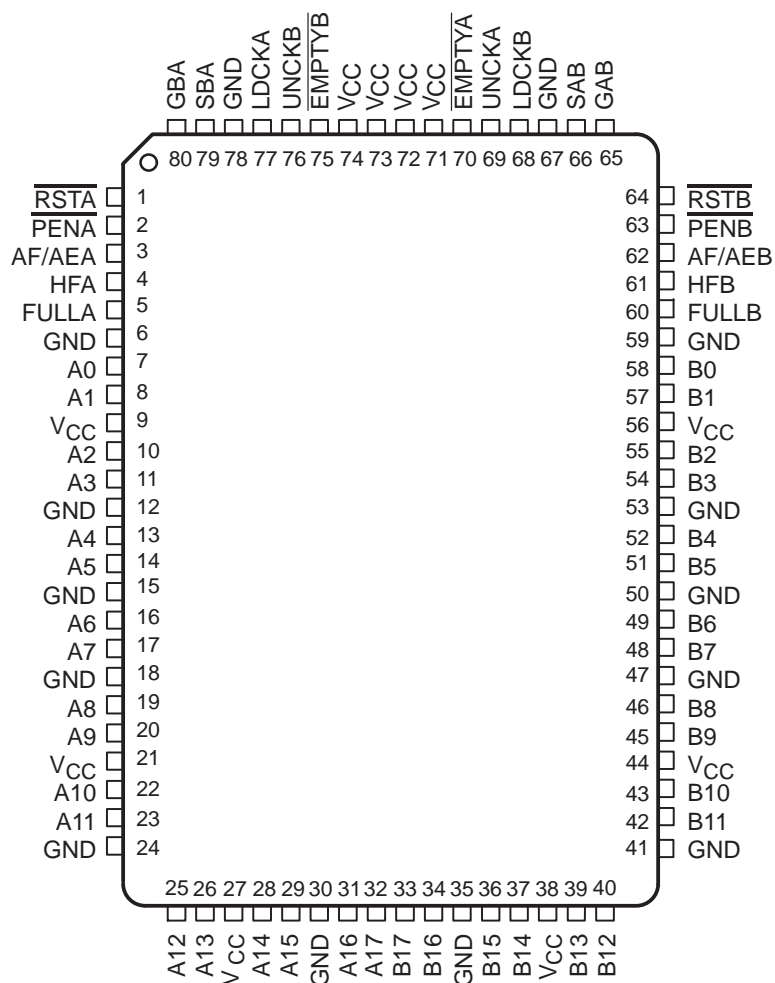 GBA
SBA
GND
LDCKA
UNCKB
EMPTYB
VCC
VCC
VCC
VCC
EMPTYA
UNCKA
LDCKB
GND
SAB
GAB
80 79 78 77 76 75 74 73 72 71 70 69 68 67 66 65
RSTA 1 64 RSTB
PENA 2 63 PENB
AF/AEA 3 62 AF/AEB
HFA 4 61 HFB
FULLA 5 60 FULLB
GND 6 59 GND
A0 7 58 B0
A1 8 57 B1
VCC 9 56 VCC
A2 10 55 B2
A3 11 54 B3
GND 12 53 GND
A4 13 52 B4
A5 14 51 B5
GND 15 50 GND
A6 16 49 B6
A7 17 48 B7
GND 18 47 GND
A8 19 46 B8
A9 20 45 B9
VCC 21 44 VCC
A10 22 43 B10
A11 23 42 B11
GND 24 41 GND
25 26 27 28 29 30 31 32 33 34 35 36 37 38 39 40
A12
A13
VCC
A14
A15
GND
A16
A17
B17
B16
GND
B15
B14
VCC
B13
B12